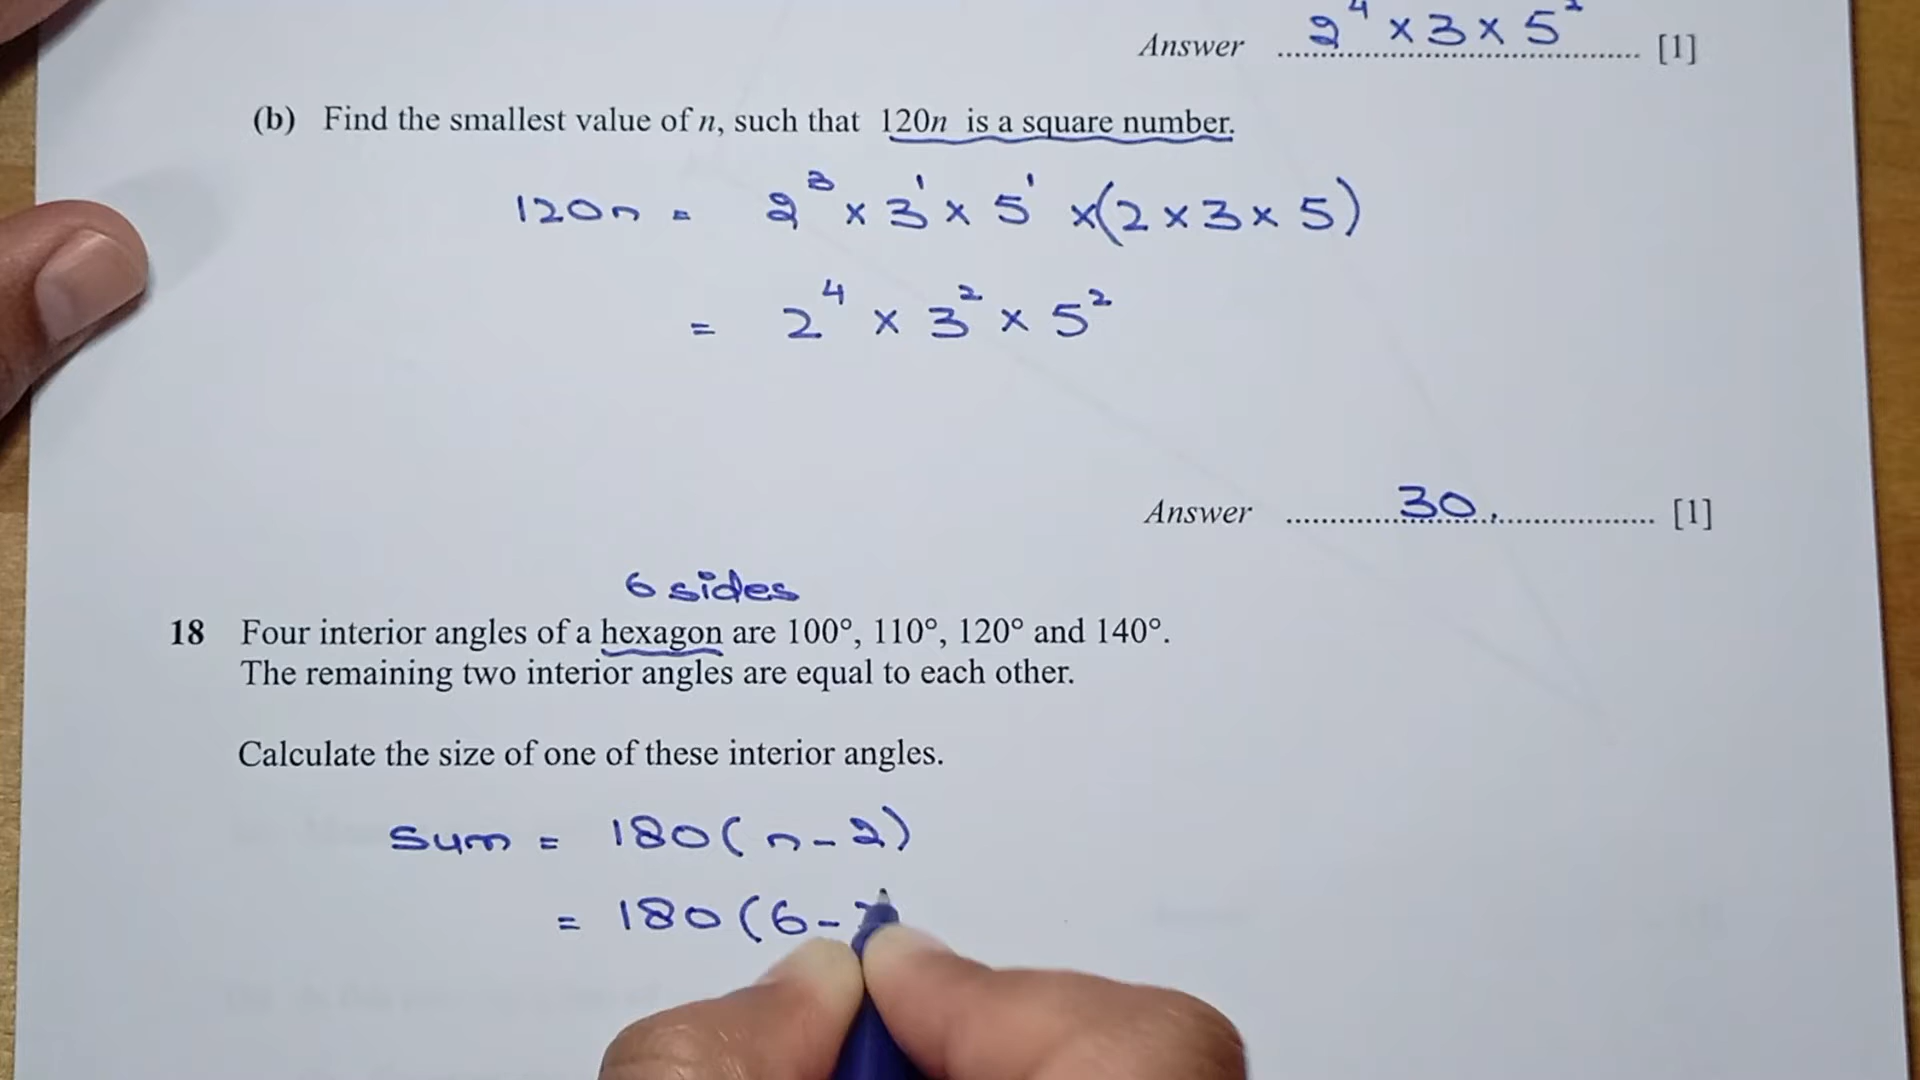 Answer 2⁴ × 3 × 5² [1]
(b) Find the smallest value of n, such that 120n is a square number.
120n = 2³ × 3¹ × 5¹ ×(2 × 3 × 5)
= 2⁴ × 3² × 5²
Answer 30. [1]
6 sides
18 Four interior angles of a hexagon are 100°, 110°, 120° and 140°.
The remaining two interior angles are equal to each other.
Calculate the size of one of these interior angles.
Sum = 180(n-2)
= 180(6-